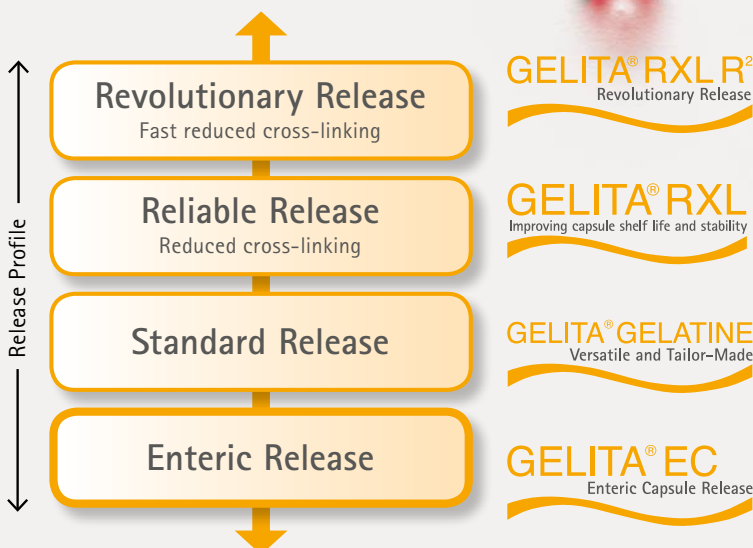 Release Profile
Revolutionary Release
Fast reduced cross-linking
GELITA® RXL R²
Revolutionary Release
Reliable Release
Reduced cross-linking
GELITA® RXL
Improving capsule shelf life and stability
Standard Release
GELITA® GELATINE
Versatile and Tailor-Made
Enteric Release
GELITA® EC
Enteric Capsule Release